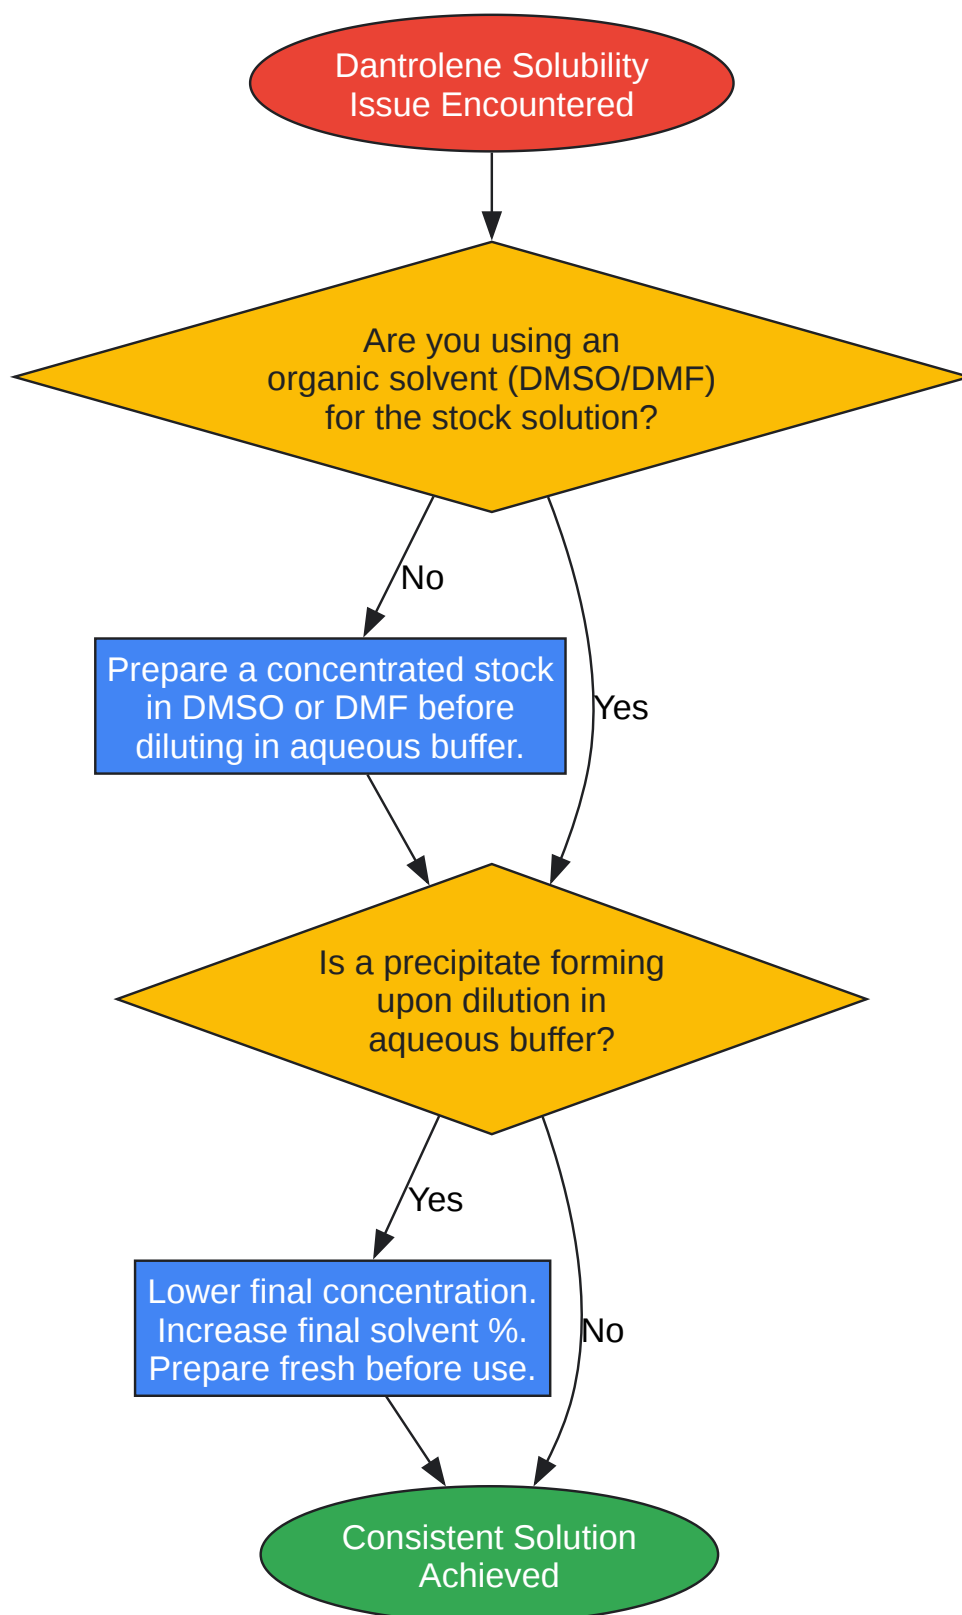 Dantrolene Solubility
Issue Encountered
Are you using an
organic solvent (DMSO/DMF)
for the stock solution?
No
Prepare a concentrated stock
in DMSO or DMF before
diluting in aqueous buffer.
Yes
Is a precipitate forming
upon dilution in
aqueous buffer?
Yes
Lower final concentration.
Increase final solvent %.
Prepare fresh before use.
No
Consistent Solution
Achieved